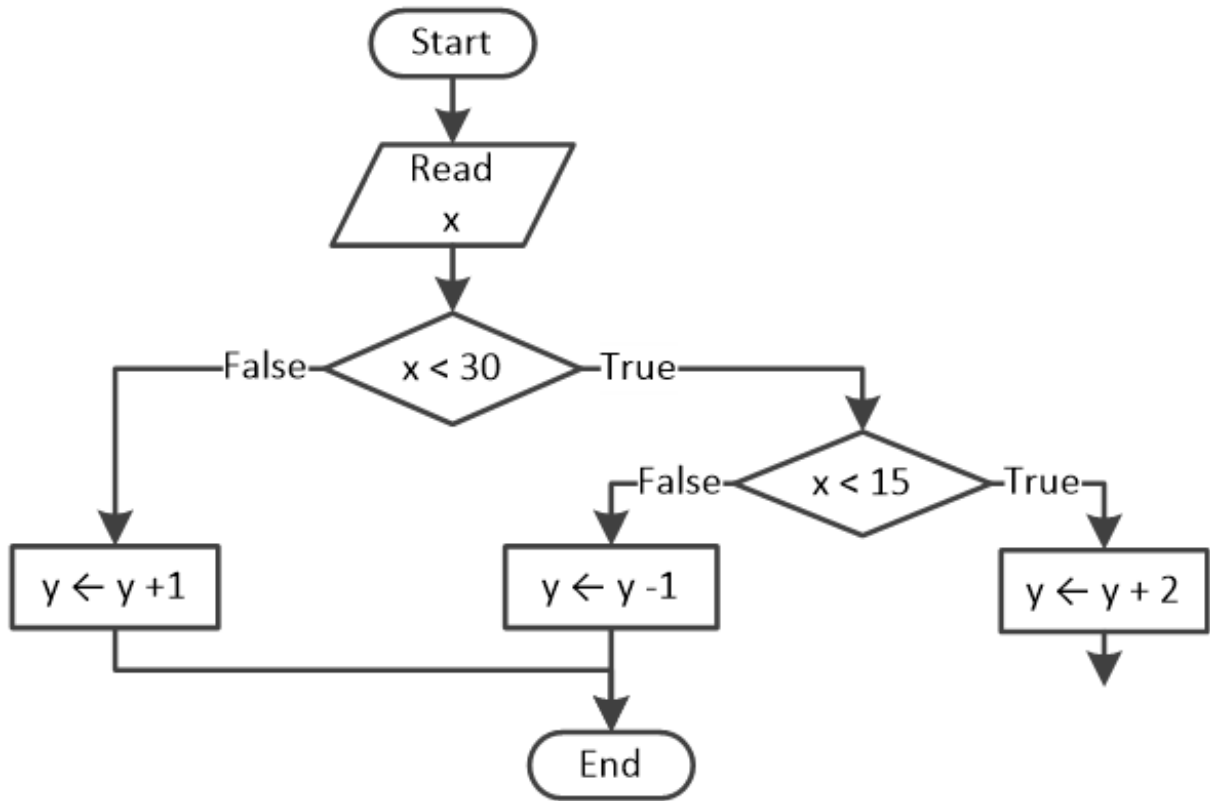 Start
Read
x
False
x < 30
True
False
x < 15
True
y ← y +1
y ← y -1
y ← y + 2
End